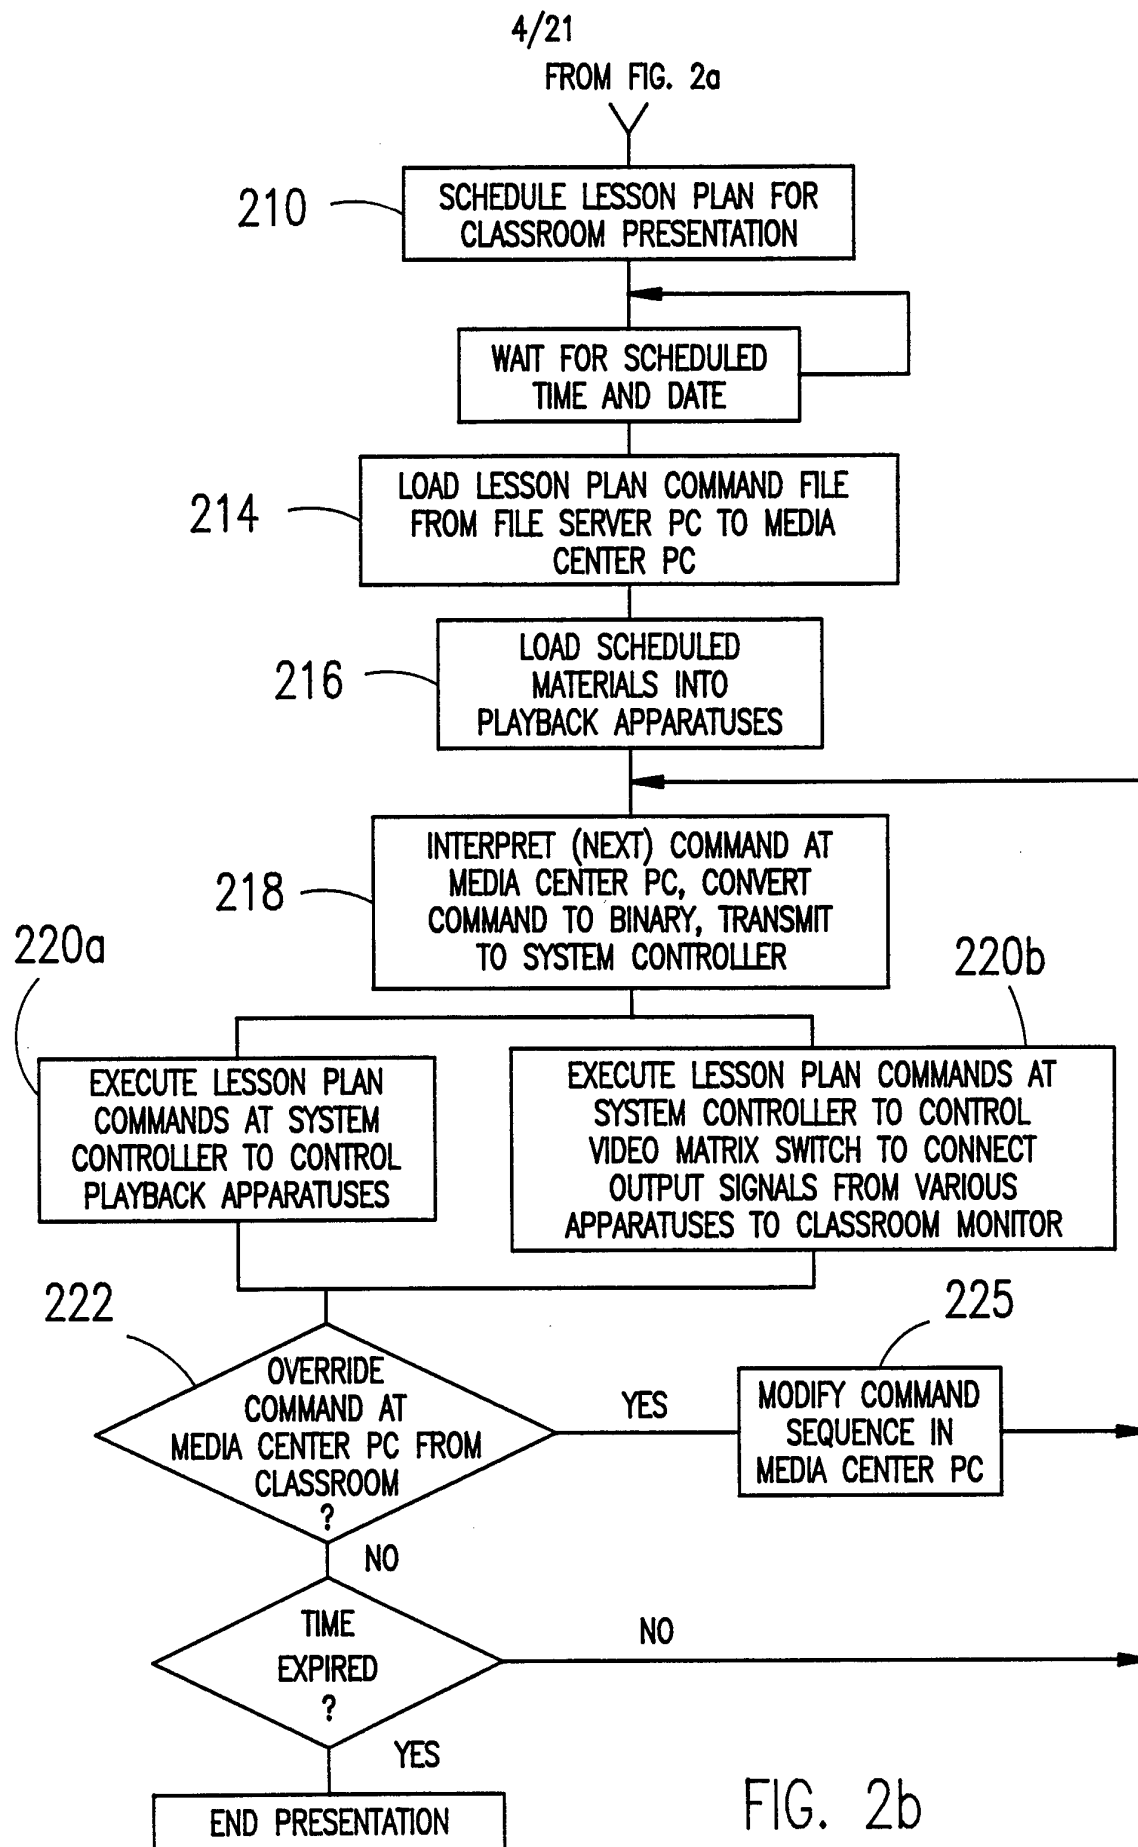 4/21
FROM FIG. 2a
210
SCHEDULE LESSON PLAN FOR
CLASSROOM PRESENTATION
WAIT FOR SCHEDULED
TIME AND DATE
214
LOAD LESSON PLAN COMMAND FILE
FROM FILE SERVER PC TO MEDIA
CENTER PC
216
LOAD SCHEDULED
MATERIALS INTO
PLAYBACK APPARATUSES
218
INTERPRET (NEXT) COMMAND AT
MEDIA CENTER PC, CONVERT
COMMAND TO BINARY, TRANSMIT
TO SYSTEM CONTROLLER
220a
EXECUTE LESSON PLAN
COMMANDS AT SYSTEM
CONTROLLER TO CONTROL
PLAYBACK APPARATUSES
220b
EXECUTE LESSON PLAN COMMANDS AT
SYSTEM CONTROLLER TO CONTROL
VIDEO MATRIX SWITCH TO CONNECT
OUTPUT SIGNALS FROM VARIOUS
APPARATUSES TO CLASSROOM MONITOR
222
OVERRIDE
COMMAND AT
MEDIA CENTER PC FROM
CLASSROOM
?
YES
225
MODIFY COMMAND
SEQUENCE IN
MEDIA CENTER PC
NO
TIME
EXPIRED
?
NO
YES
END PRESENTATION
FIG. 2b